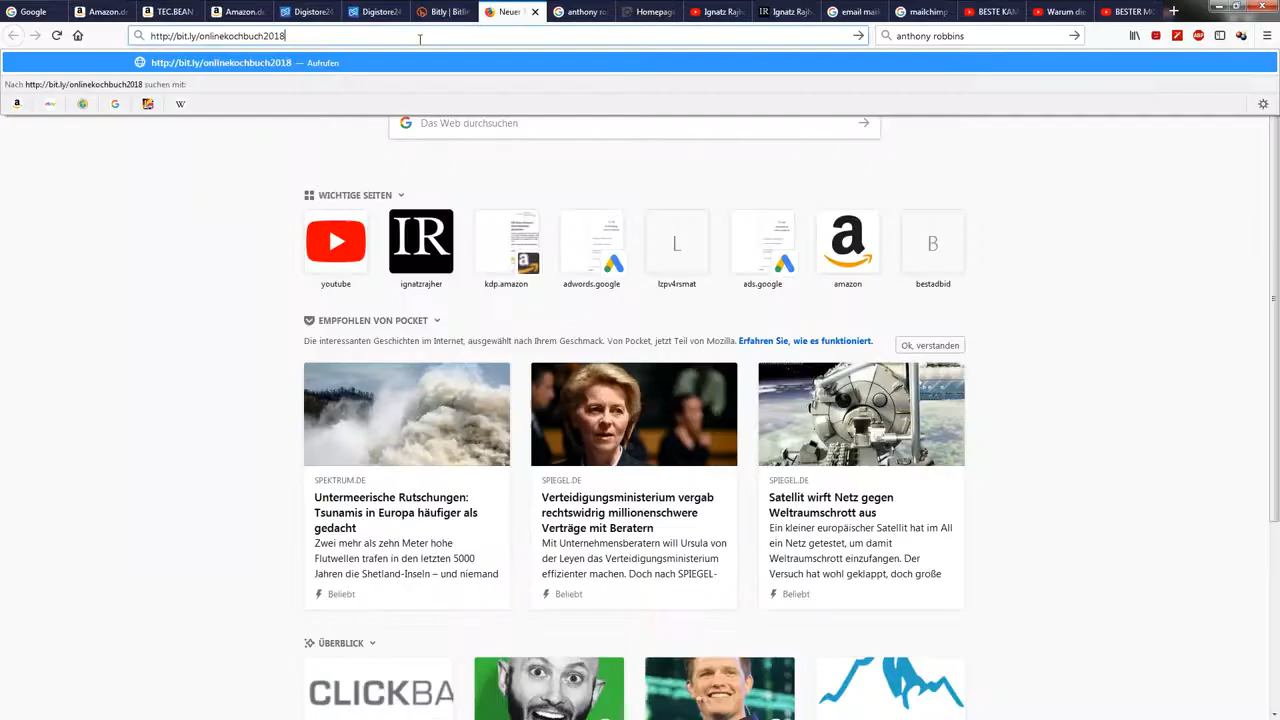 Google
Amazon.de
TEC.BEAN
Amazon.de
Digistore24
Digistore24
Bitly | Bitlin
Neuer T
anthony ro
Homepage
Ignatz Rajh
Ignatz Rajhe
email mail
mailchimp
BESTE KAM
Warum die
BESTER MO
http://bit.ly/onlinekochbuch2018
anthony robbins
ABP
http://bit.ly/onlinekochbuch2018 — Aufrufen
Nach http://bit.ly/onlinekochbuch2018 suchen mit:
Das Web durchsuchen
WICHTIGE SEITEN
IR
L
a
B
youtube
ignatzrajher
kdp.amazon
adwords.google
lzpv4rsmat
ads.google
amazon
bestadbid
EMPFOHLEN VON POCKET
Die interessanten Geschichten im Internet, ausgewählt nach Ihrem Geschmack. Von Pocket, jetzt Teil von Mozilla. Erfahren Sie, wie es funktioniert.
Ok, verstanden
SPEKTRUM.DE
Untermeerische Rutschungen:
Tsunamis in Europa häufiger als
gedacht
Zwei mehr als zehn Meter hohe
Flutwellen trafen in den letzten 5000
Jahren die Shetland-Inseln – und niemand
Beliebt
SPIEGEL.DE
Verteidigungsministerium vergab
rechtswidrig millionenschwere
Verträge mit Beratern
Mit Unternehmensberatern will Ursula von
der Leyen das Verteidigungsministerium
effizienter machen. Doch nach SPIEGEL-
Beliebt
SPIEGEL.DE
Satellit wirft Netz gegen
Weltraumschrott aus
Ein kleiner europäischer Satellit hat im All
ein Netz getestet, um damit
Weltraumschrott einzufangen. Der
Versuch hat wohl geklappt, doch große
Beliebt
ÜBERBLICK
CLICKBA